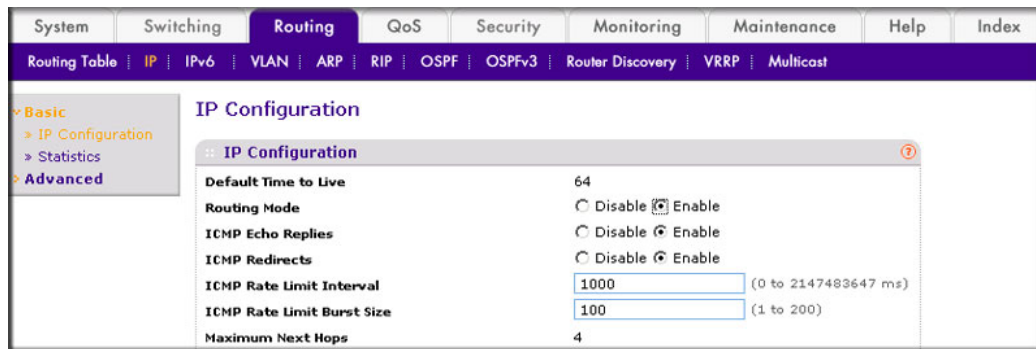 System Switching Routing QoS Security Monitoring Maintenance Help Index
Routing Table IP IPv6 VLAN ARP RIP OSPF OSPFv3 Router Discovery VRRP Multicast
Basic
» IP Configuration
» Statistics
Advanced
IP Configuration
IP Configuration ?
Default Time to Live 64
Routing Mode Disable Enable
ICMP Echo Replies Disable Enable
ICMP Redirects Disable Enable
ICMP Rate Limit Interval 1000 (0 to 2147483647 ms)
ICMP Rate Limit Burst Size 100 (1 to 200)
Maximum Next Hops 4